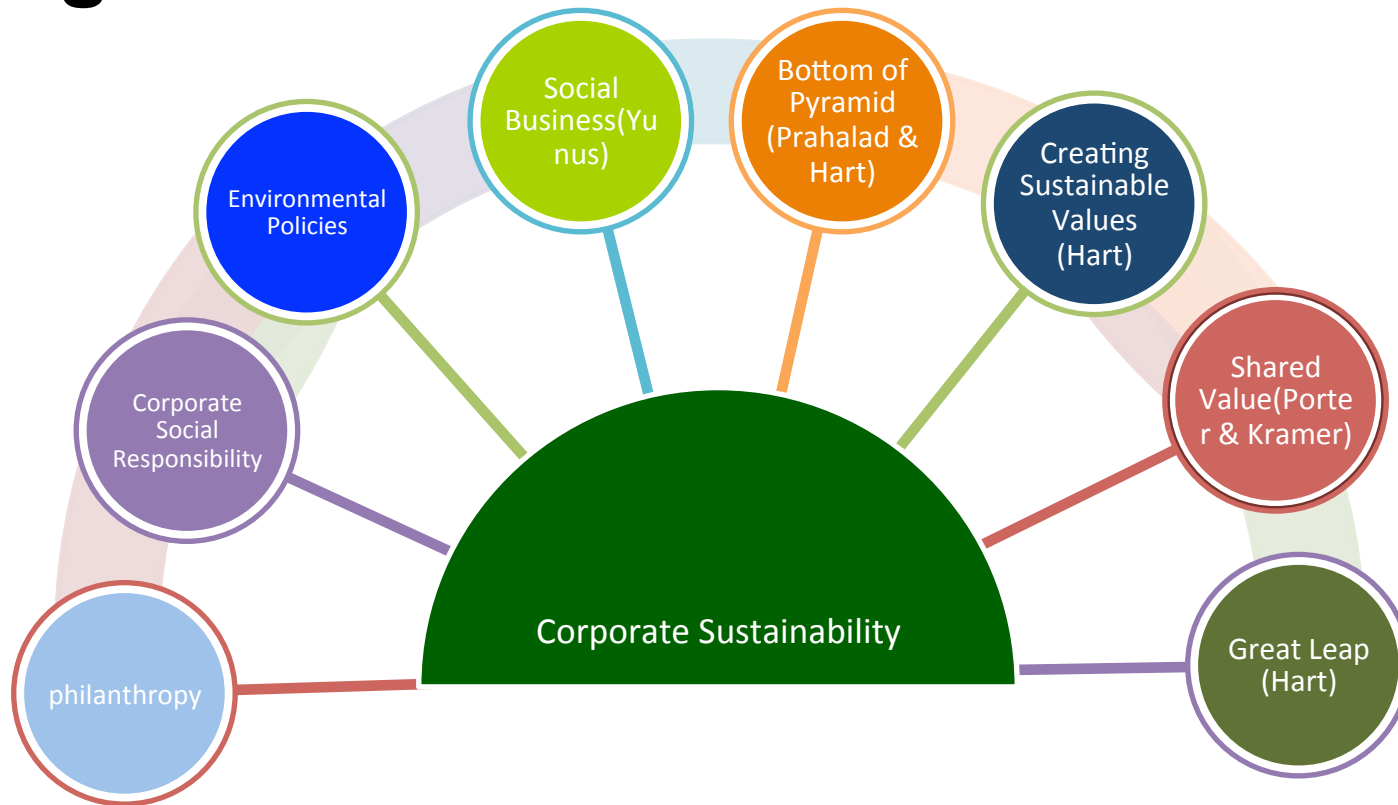 philanthropy
Corporate
Social
Responsibility
Environmental
Policies
Social
Business(Yu
nus)
Bottom of
Pyramid
(Prahalad &
Hart)
Creating
Sustainable
Values
(Hart)
Shared
Value(Porte
r & Kramer)
Great Leap
(Hart)
Corporate Sustainability